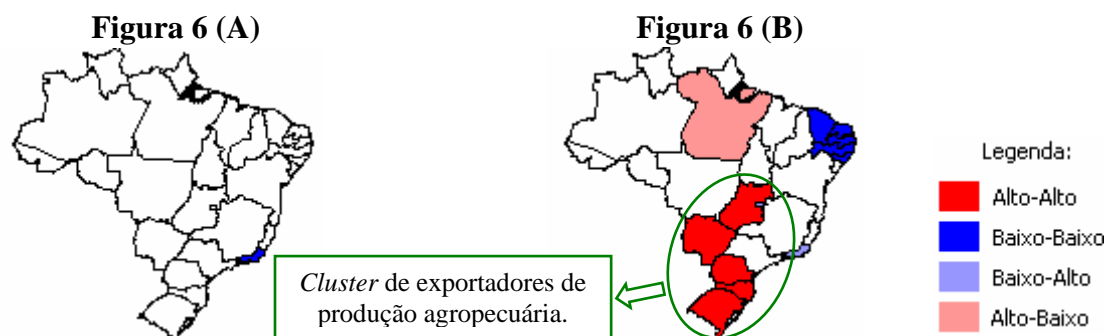 Figura 6 (A)
Figura 6 (B)
Cluster de exportadores de
produção agropecuária.
Legenda:
Alto-Alto
Baixo-Baixo
Baixo-Alto
Alto-Baixo